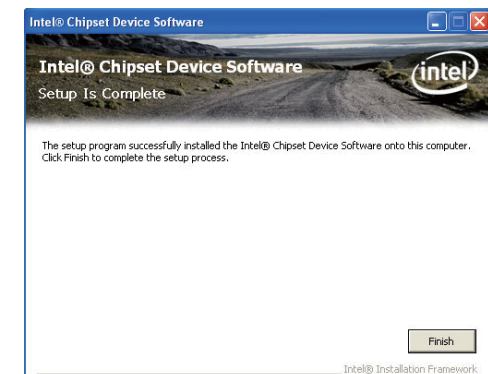 Intel® Chipset Device Software
Intel® Chipset Device Software
Setup Is Complete
intel
The setup program successfully installed the Intel® Chipset Device Software onto this computer.
Click Finish to complete the setup process.
Finish
Intel® Installation Framework